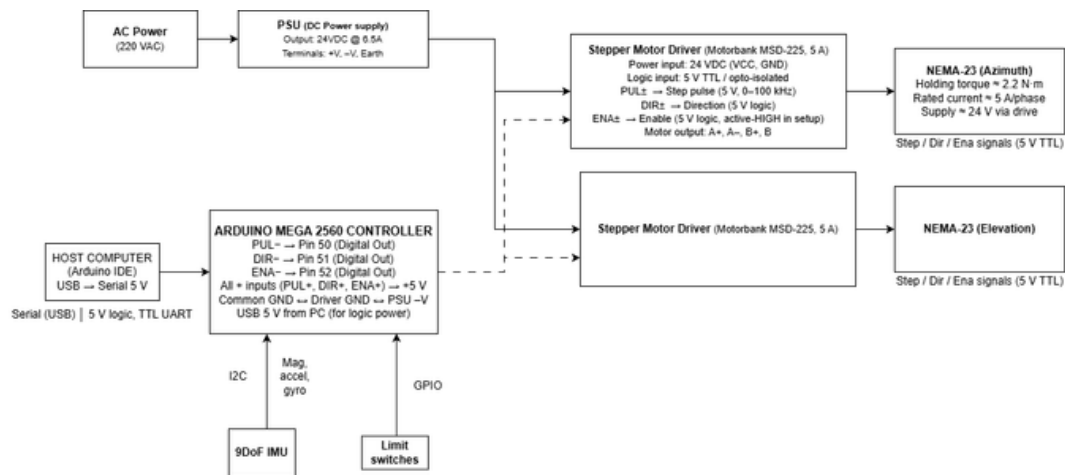 AC Power
(220 VAC)
PSU (DC Power supply)
Output: 24VDC @ 6.5A
Terminals: +V, –V, Earth
Stepper Motor Driver (Motorbank MSD-225, 5 A)
Power input: 24 VDC (VCC, GND)
Logic input: 5 V TTL / opto-isolated
PUL± → Step pulse (5 V, 0–100 kHz)
DIR± → Direction (5 V logic)
ENA± → Enable (5 V logic, active-HIGH in setup)
Motor output: A+, A–, B+, B
NEMA-23 (Azimuth)
Holding torque ≈ 2.2 N·m
Rated current ≈ 5 A/phase
Supply ≈ 24 V via drive
Step / Dir / Ena signals (5 V TTL)
Stepper Motor Driver (Motorbank MSD-225, 5 A)
NEMA-23 (Elevation)
Step / Dir / Ena signals (5 V TTL)
HOST COMPUTER
(Arduino IDE)
USB → Serial 5 V
Serial (USB) | 5 V logic, TTL UART
ARDUINO MEGA 2560 CONTROLLER
PUL− → Pin 50 (Digital Out)
DIR− → Pin 51 (Digital Out)
ENA− → Pin 52 (Digital Out)
All + inputs (PUL+, DIR+, ENA+) → +5 V
Common GND ↔ Driver GND ↔ PSU –V
USB 5 V from PC (for logic power)
I2C
Mag,
accel,
gyro
GPIO
9DoF IMU
Limit
switches